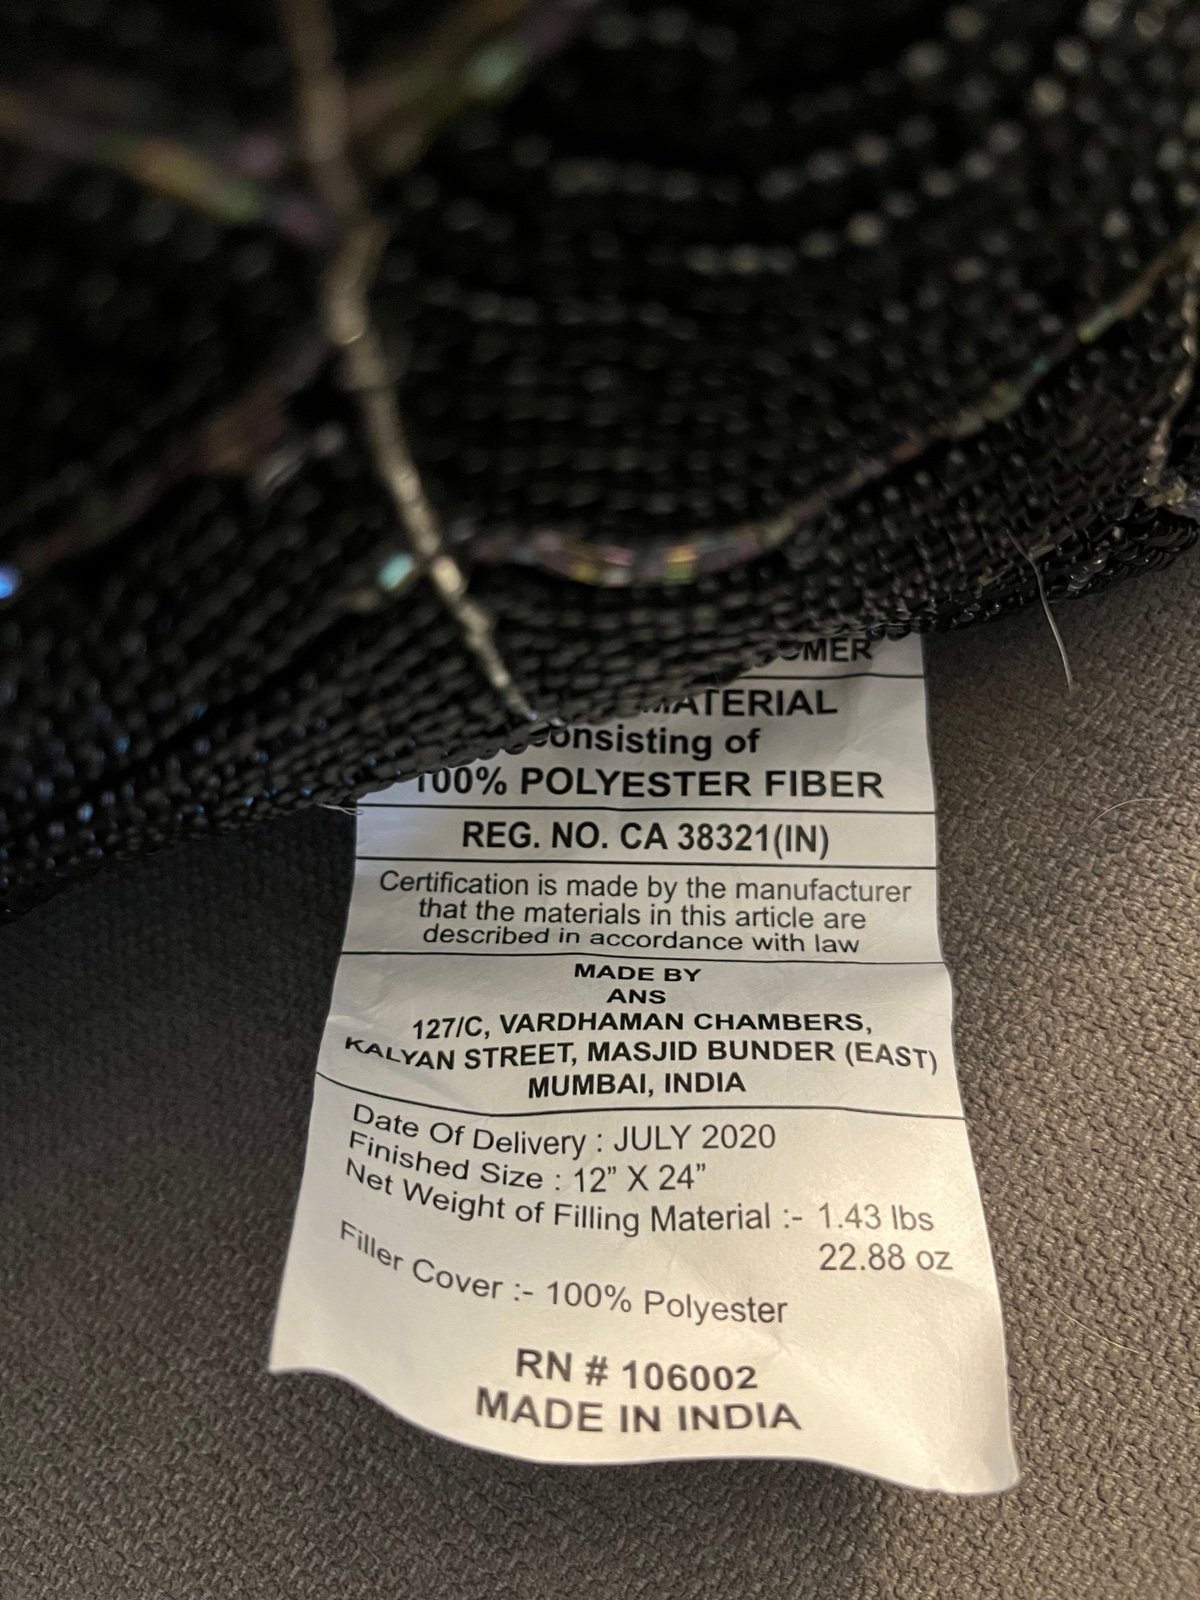 MATERIAL
consisting of
100% POLYESTER FIBER
REG. NO. CA 38321(IN)
Certification is made by the manufacturer
that the materials in this article are
described in accordance with law
MADE BY
ANS
127/C, VARDHAMAN CHAMBERS,
KALYAN STREET, MASJID BUNDER (EAST)
MUMBAI, INDIA
Date Of Delivery : JULY 2020
Finished Size : 12” X 24”
Net Weight of Filling Material :- 1.43 lbs
22.88 oz
Filler Cover :- 100% Polyester
RN # 106002
MADE IN INDIA